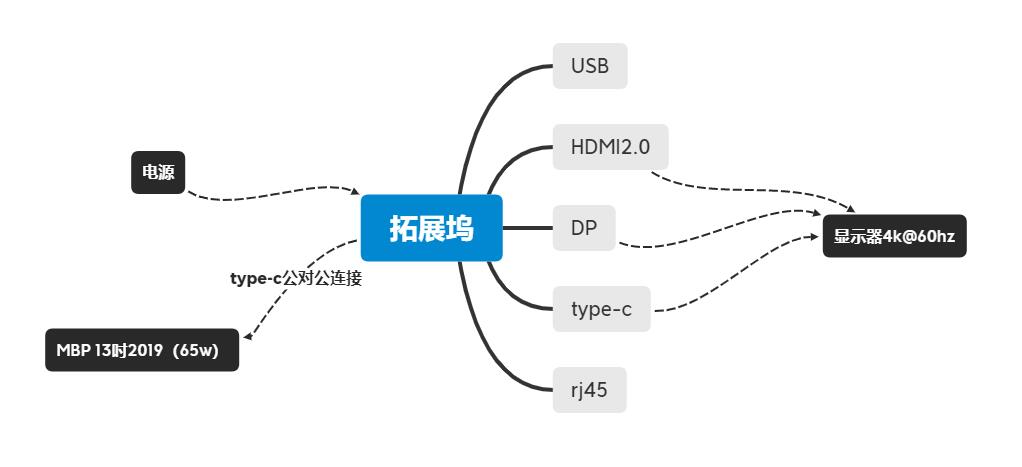 USB
HDMI2.0
电源
拓展坞
DP
显示器4k@60hz
type-c公对公连接
type-c
MBP 13吋2019（65w）
rj45